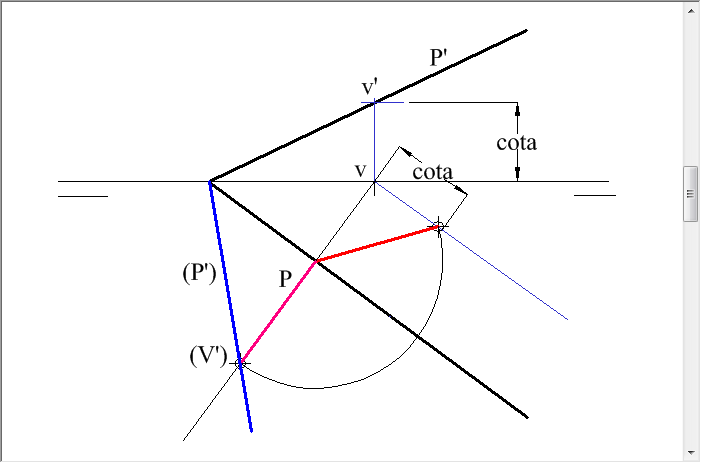 P'
v'
cota
v
cota
(P')
P
(V')